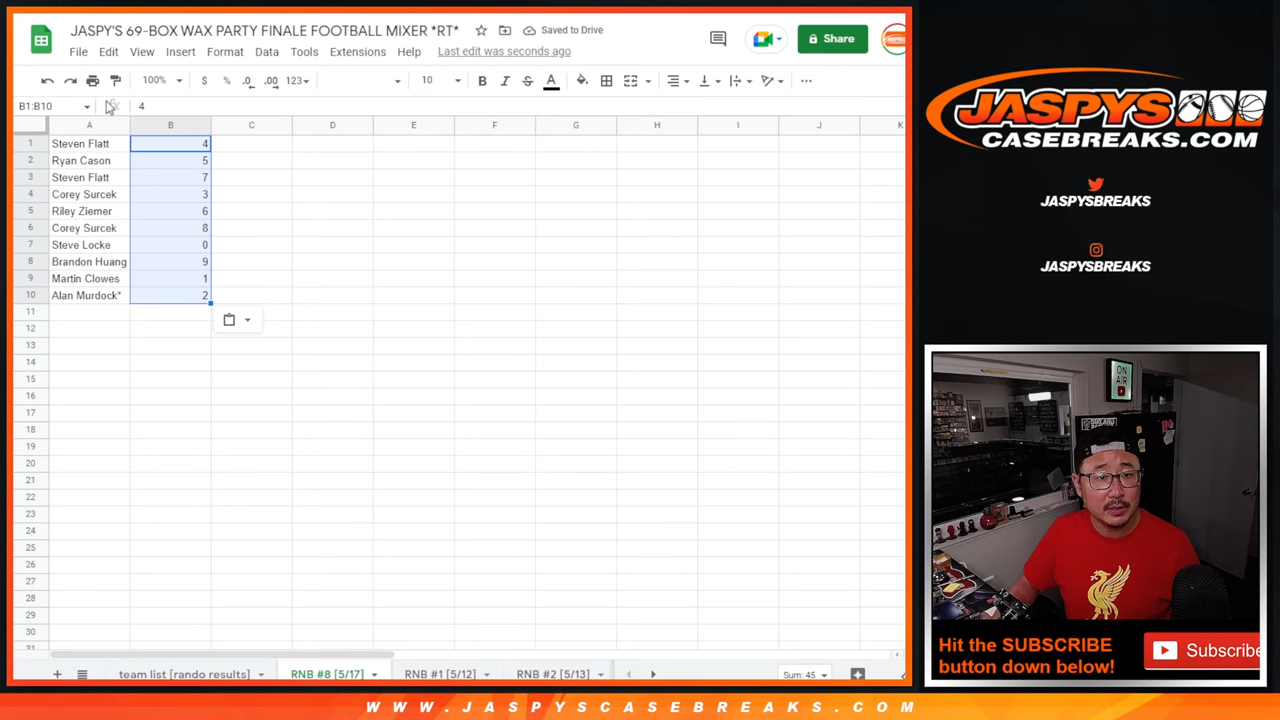 JASPY'S 69-BOX WAX PARTY FINALE FOOTBALL MIXER *RT*
Saved to Drive
Share
File Edit View Insert Format Data Tools Extensions Help Last edit was seconds ago
100% $ % .0 .00 123 10 B I S A
B1:B10 4
A B C D E F G H I J K
1 Steven Flatt 4
2 Ryan Cason 5
3 Steven Flatt 7
4 Corey Surcek 3
5 Riley Ziemer 6
6 Corey Surcek 8
7 Steve Locke 0
8 Brandon Huang 9
9 Martin Clowes 1
10 Alan Murdock* 2
11
12
13
14
15
16
17
18
19
20
21
22
23
24
25
26
27
28
29
30
31
team list [rando results] RNB #8 [5/17] RNB #1 [5/12] RNB #2 [5/13] Sum: 45
JASPYS
CASEBREAKS.COM
JASPYSBREAKS
JASPYSBREAKS
ON
AIR
Hit the SUBSCRIBE
button down below!
Subscribe
WWW.JASPYSCASEBREAKS.COM